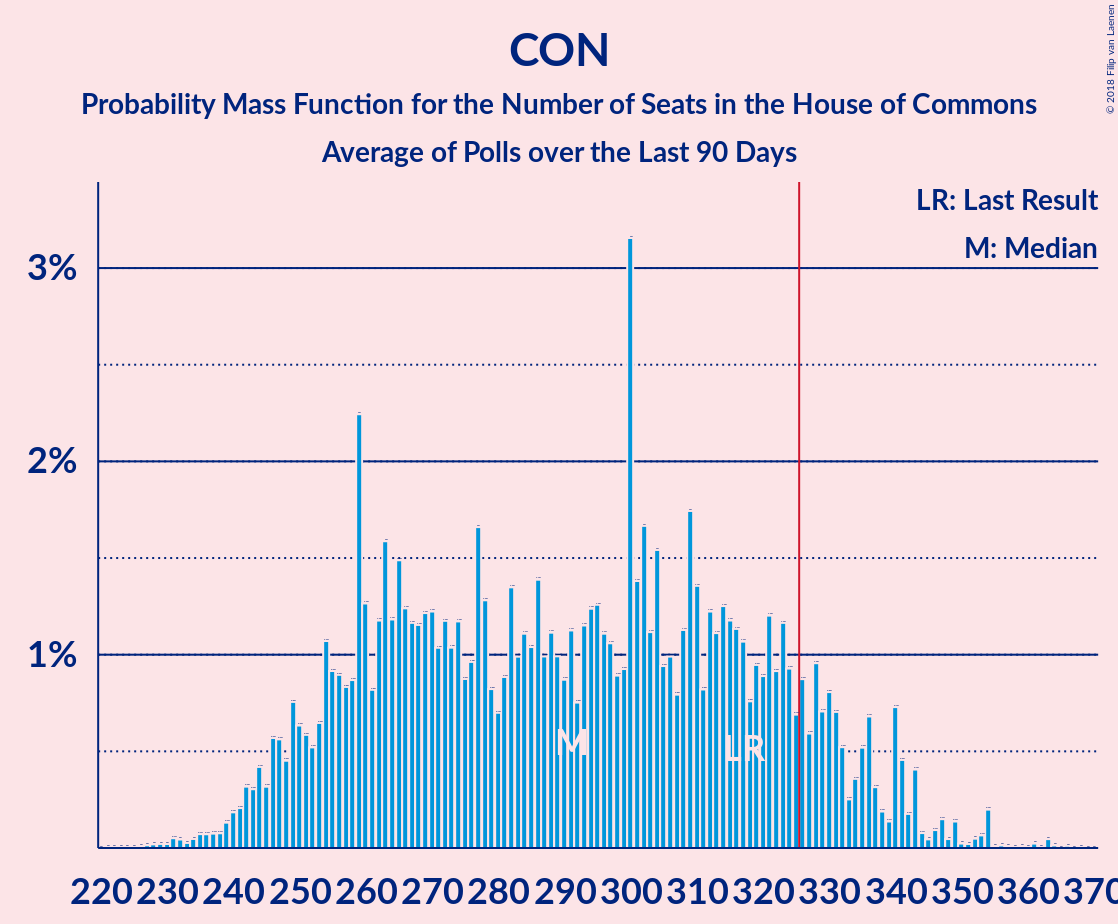 CON
Probability Mass Function for the Number of Seats in the House of Commons
Average of Polls over the Last 90 Days
© 2018 Filip van Laenen
LR: Last Result
M: Median
3%
2%
1%
M
LR
220 230 240 250 260 270 280 290 300 310 320 330 340 350 360 370